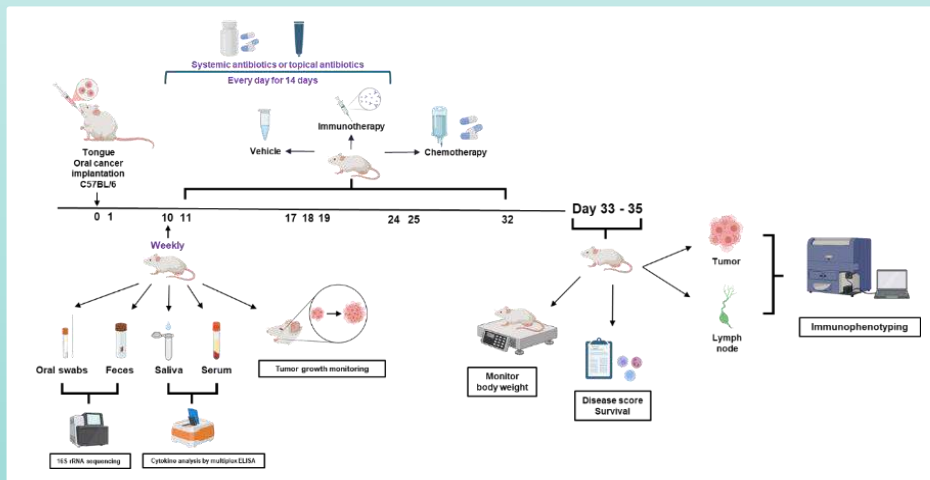 Systemic antibiotics or topical antibiotics
Every day for 14 days
Immunotherapy
Vehicle
Chemotherapy
Tongue
Oral cancer
implantation
C57BL/6
0 1 10 11 17 18 19 24 25 32
Day 33 - 35
Weekly
Tumor
Lymph
node
Immunophenotyping
Oral swabs Feces Saliva Serum
Tumor growth monitoring
Monitor
body weight
Disease score
Survival
16S rRNA sequencing
Cytokine analysis by multiplex ELISA